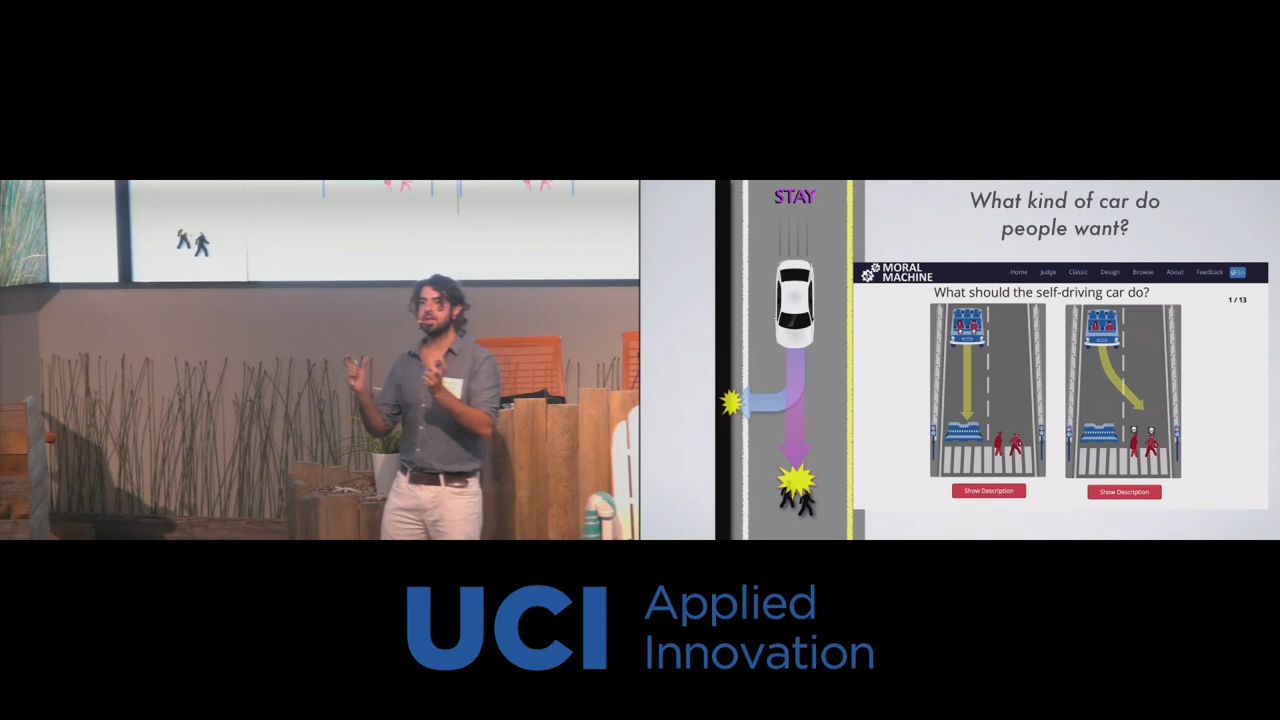 STAY
What kind of car do
people want?
MORAL
MACHINE
Home Judge Classic Design Browse About Feedback En
What should the self-driving car do?
1 / 13
Show Description
Show Description
UCI Applied
Innovation